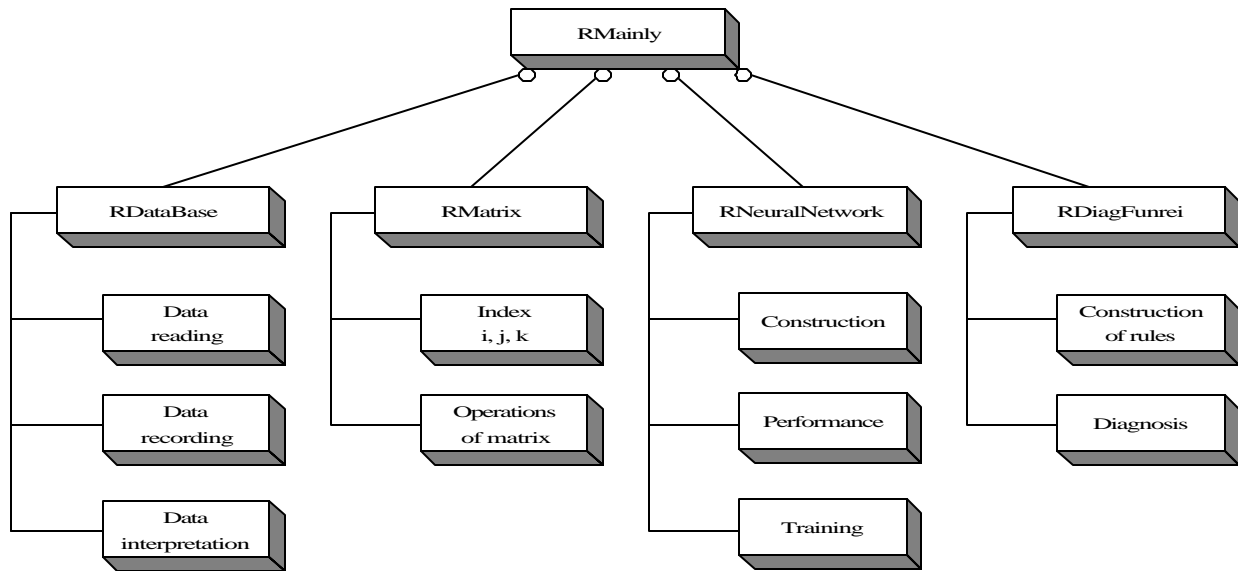 RMainly
RDataBase
RMatrix
RNeuralNetwork
RDiagFunrei
Data
reading
Index
i, j, k
Construction
Construction
of rules
Data
recording
Operations
of matrix
Performance
Diagnosis
Data
interpretation
Training